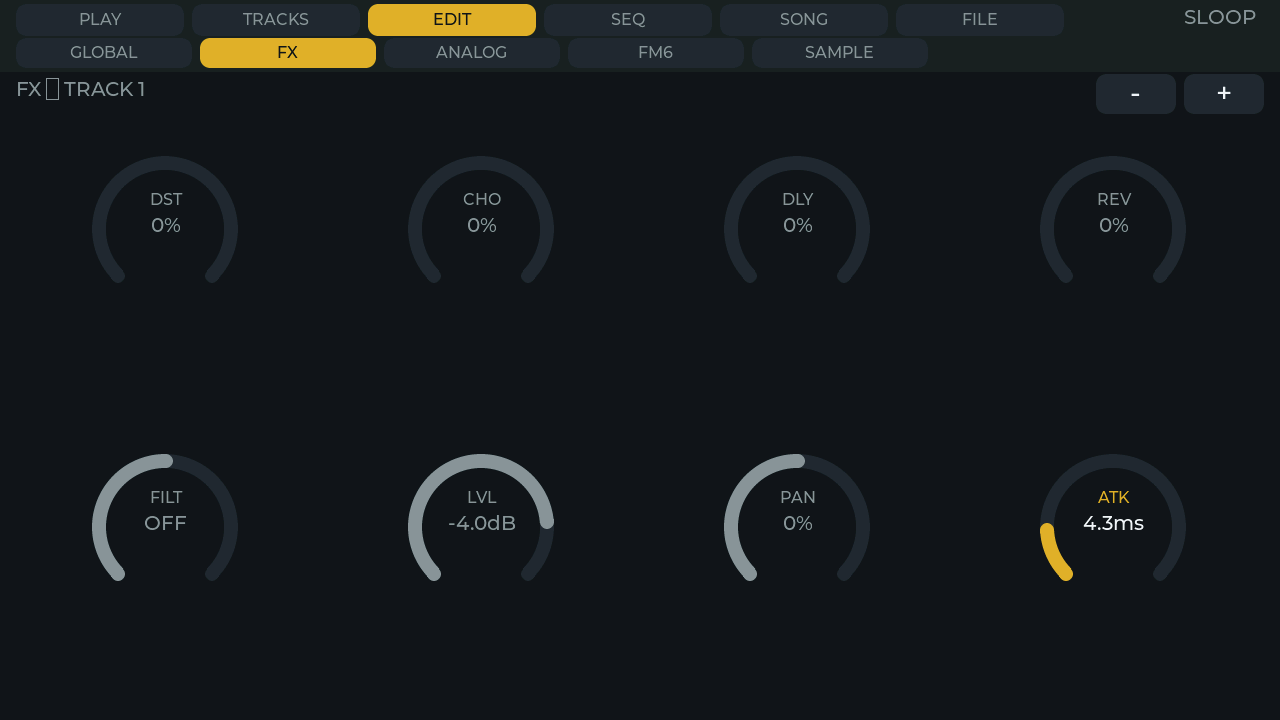 PLAY TRACKS EDIT SEQ SONG FILE SLOOP
GLOBAL FX ANALOG FM6 SAMPLE
FX TRACK 1 - +
DST CHO DLY REV
0% 0% 0% 0%
FILT LVL PAN ATK
OFF -4.0dB 0% 4.3ms